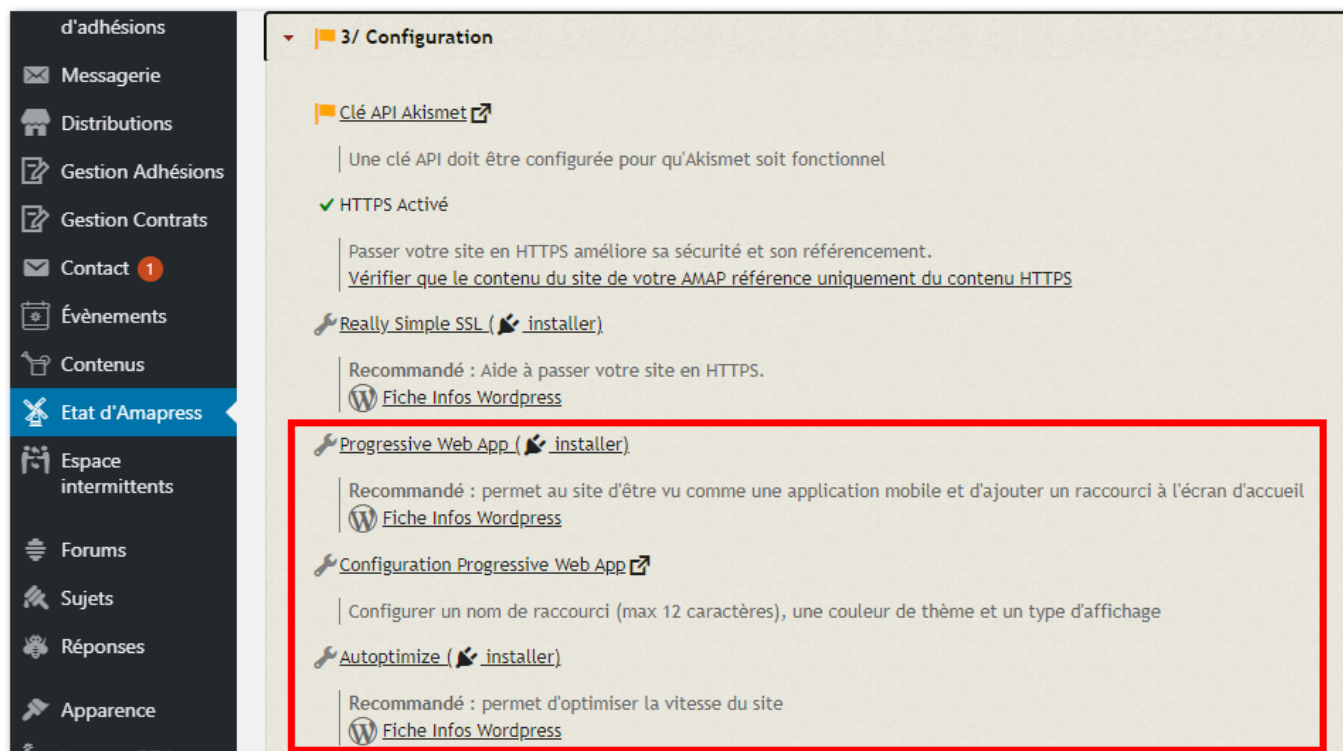 d'adhésions
Messagerie
Distributions
Gestion Adhésions
Gestion Contrats
Contact 1
Évènements
Contenus
Etat d'Amapress
Espace
intermittents
Forums
Sujets
Réponses
Apparence
3/ Configuration
Clé API Akismet
Une clé API doit être configurée pour qu'Akismet soit fonctionnel
HTTPS Activé
Passer votre site en HTTPS améliore sa sécurité et son référencement.
Vérifier que le contenu du site de votre AMAP référence uniquement du contenu HTTPS
Really Simple SSL ( installer)
Recommandé : Aide à passer votre site en HTTPS.
Fiche Infos Wordpress
Progressive Web App ( installer)
Recommandé : permet au site d'être vu comme une application mobile et d'ajouter un raccourci à l'écran d'accueil
Fiche Infos Wordpress
Configuration Progressive Web App
Configurer un nom de raccourci (max 12 caractères), une couleur de thème et un type d'affichage
Autoptimize ( installer)
Recommandé : permet d'optimiser la vitesse du site
Fiche Infos Wordpress